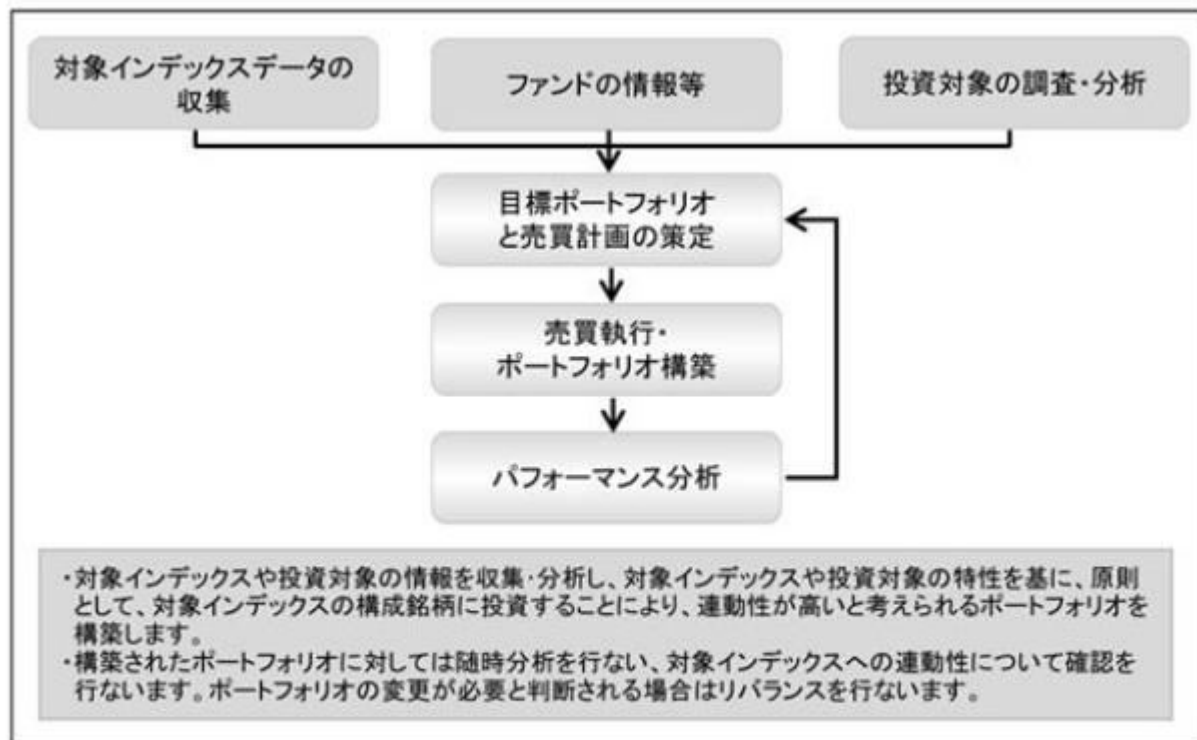 対象インデックスデータの
収集
ファンドの情報等
投資対象の調査・分析
目標ポートフォリオ
と売買計画の策定
売買執行・
ポートフォリオ構築
パフォーマンス分析
・対象インデックスや投資対象の情報を収集・分析し、対象インデックスや投資対象の特性を基に、原則
として、対象インデックスの構成銘柄に投資することにより、連動性が高いと考えられるポートフォリオを
構築します。
・構築されたポートフォリオに対しては随時分析を行ない、対象インデックスへの連動性について確認を
行ないます。ポートフォリオの変更が必要と判断される場合はリバランスを行ないます。